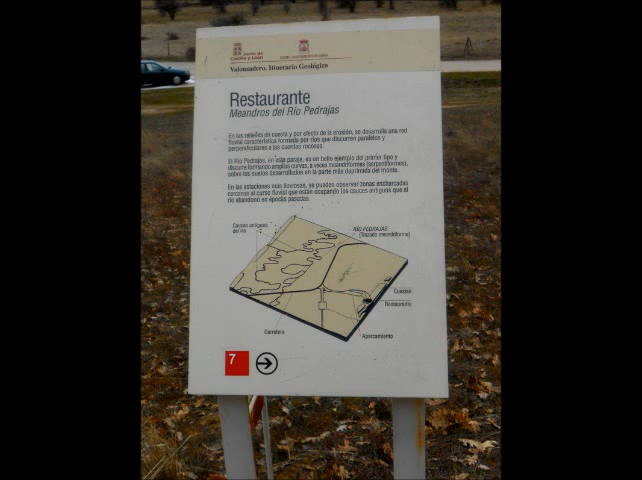 Junta de
Castilla y León
Valonsadero. Itinerario Geológico
Restaurante
Meandros del Río Pedrajas
En los relieves en cuesta y por efecto de la erosión, se desarrolla una red
fluvial característica formada por ríos que discurren paralelos y
perpendiculares a las cuerdas rocosas.
El Río Pedrajas, en este paraje, es un bello ejemplo del primer tipo y
discurre formando amplias curvas, a veces meandriformes (serpentiformes),
sobre los suelos desarrollados en la parte más deprimida del monte.
En las estaciones más lluviosas, se pueden observar zonas encharcadas
cercanas al curso fluvial que están ocupando los cauces antiguos que el
río abandonó en épocas pasadas.
Cauces antiguos
del río
RÍO PEDRAJAS
(Trazado meandriforme)
Restaurante
Carretera
Aparcamiento
7